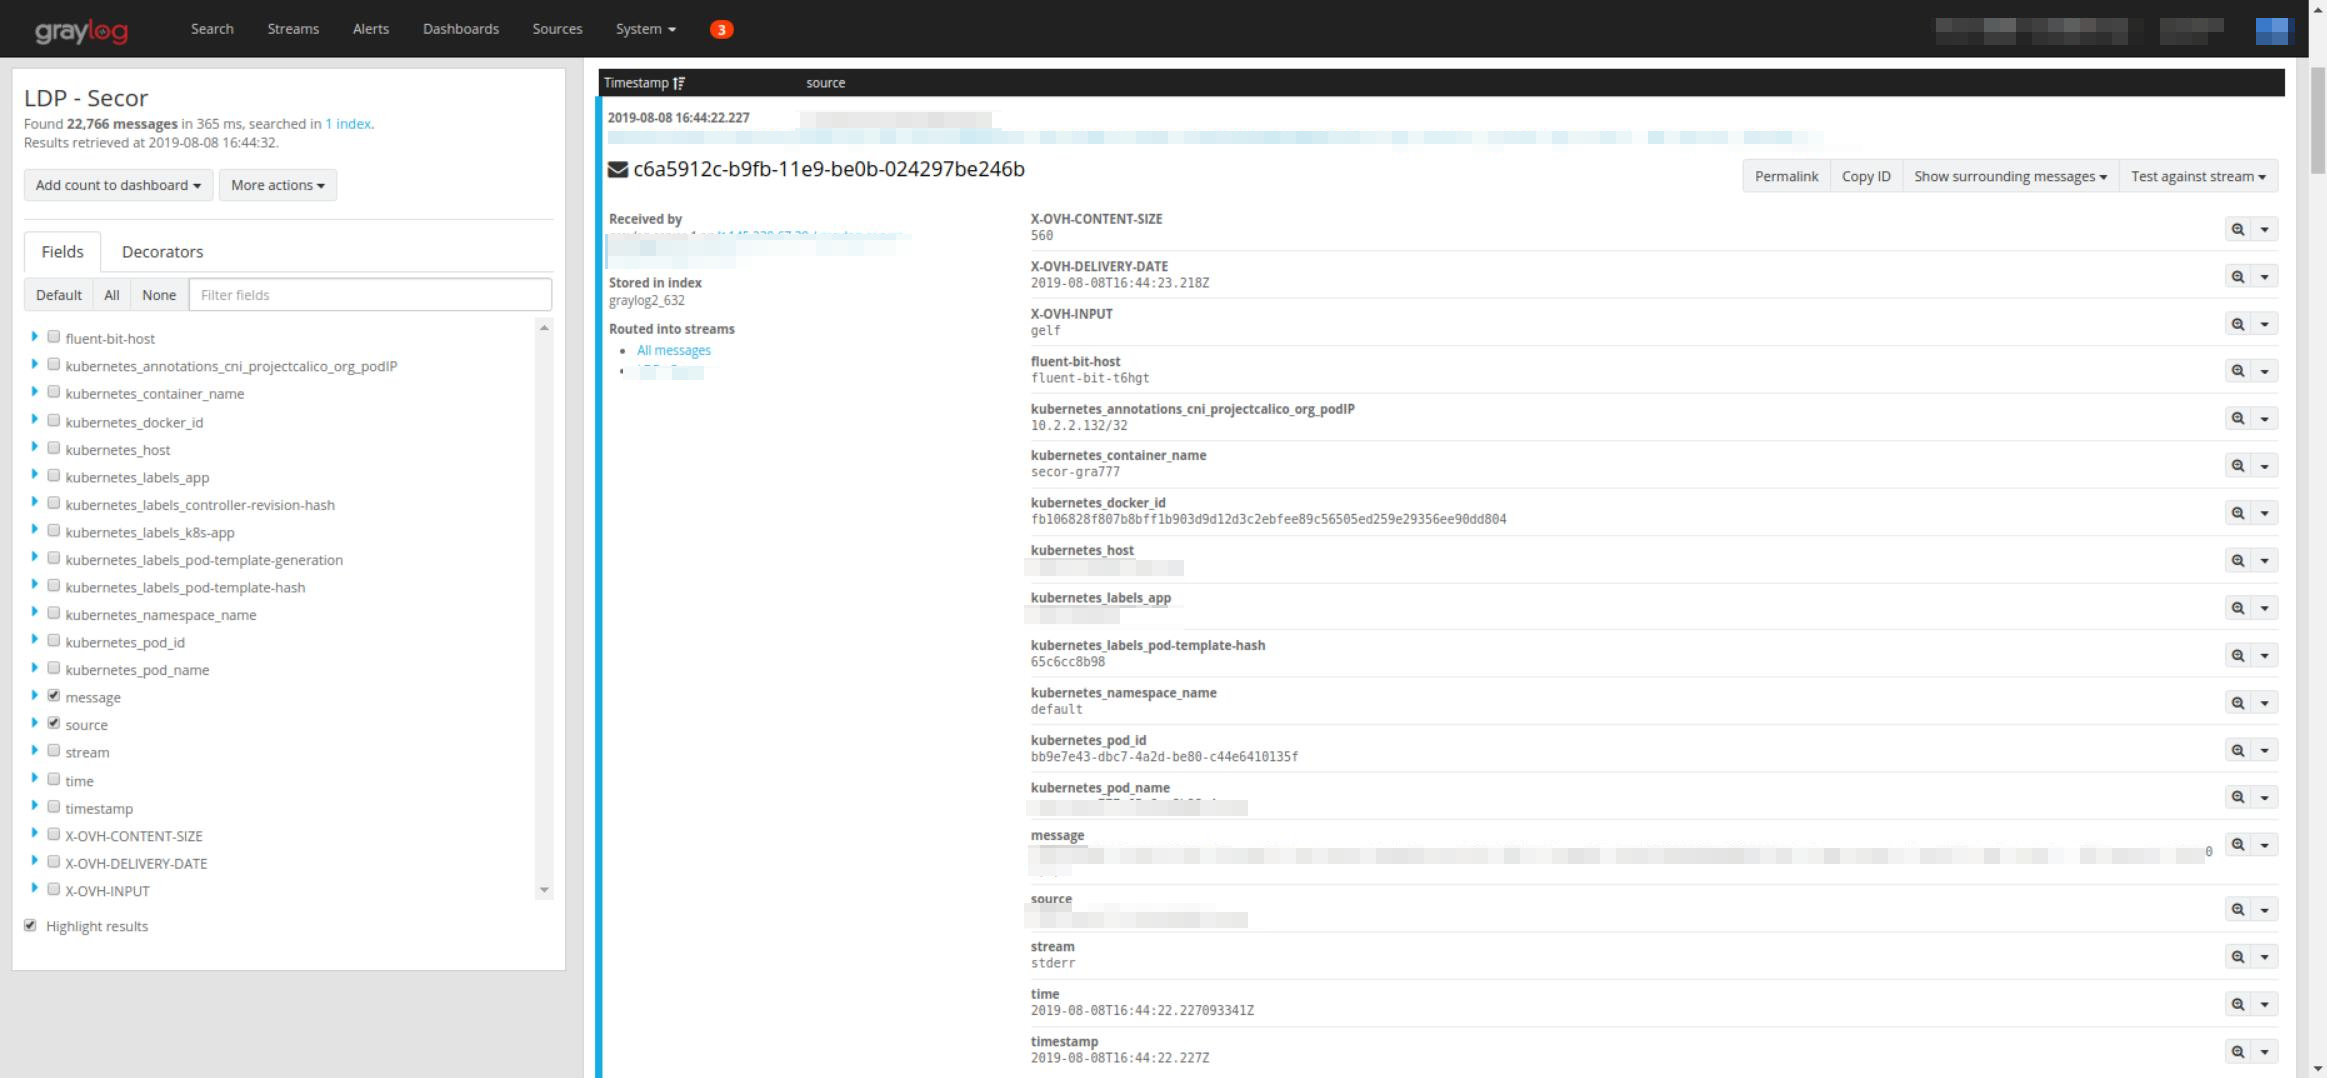 graylog
Search
Streams
Alerts
Dashboards
Sources
System
3
LDP - Secor
Found 22,766 messages in 365 ms, searched in 1 index.
Results retrieved at 2019-08-08 16:44:32.
Add count to dashboard
More actions
Fields
Decorators
Default
All
None
Filter fields
fluent-bit-host
kubernetes_annotations_cni_projectcalico_org_podIP
kubernetes_container_name
kubernetes_docker_id
kubernetes_host
kubernetes_labels_app
kubernetes_labels_controller-revision-hash
kubernetes_labels_k8s-app
kubernetes_labels_pod-template-generation
kubernetes_labels_pod-template-hash
kubernetes_namespace_name
kubernetes_pod_id
kubernetes_pod_name
message
source
stream
time
timestamp
X-OVH-CONTENT-SIZE
X-OVH-DELIVERY-DATE
X-OVH-INPUT
Highlight results
Timestamp
source
2019-08-08 16:44:22.227
c6a5912c-b9fb-11e9-be0b-024297be246b
Permalink
Copy ID
Show surrounding messages
Test against stream
Received by
Stored in index
graylog2_632
Routed into streams
All messages
X-OVH-CONTENT-SIZE
560
X-OVH-DELIVERY-DATE
2019-08-08T16:44:23.218Z
X-OVH-INPUT
gelf
fluent-bit-host
fluent-bit-t6hgt
kubernetes_annotations_cni_projectcalico_org_podIP
10.2.2.132/32
kubernetes_container_name
secor-gra777
kubernetes_docker_id
fb106828f807b8bff1b903d9d12d3c2ebfee89c56505ed259e29356ee90dd804
kubernetes_host
kubernetes_labels_app
kubernetes_labels_pod-template-hash
65c6cc8b98
kubernetes_namespace_name
default
kubernetes_pod_id
bb9e7e43-dbc7-4a2d-be80-c44e6410135f
kubernetes_pod_name
message
0
source
stream
stderr
time
2019-08-08T16:44:22.227093341Z
timestamp
2019-08-08T16:44:22.227Z